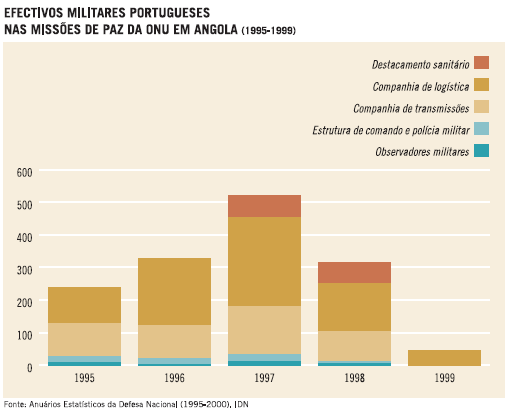 EFECTIVOS MILITARES PORTUGUESES
NAS MISSÕES DE PAZ DA ONU EM ANGOLA (1995-1999)
Destacamento sanitário
Companhia de logística
Companhia de transmissões
Estrutura de comando e polícia militar
Observadores militares
600
500
400
300
200
100
0
1995 1996 1997 1998 1999
Fonte: Anuários Estatísticos da Defesa Nacional (1995-2000), IDN